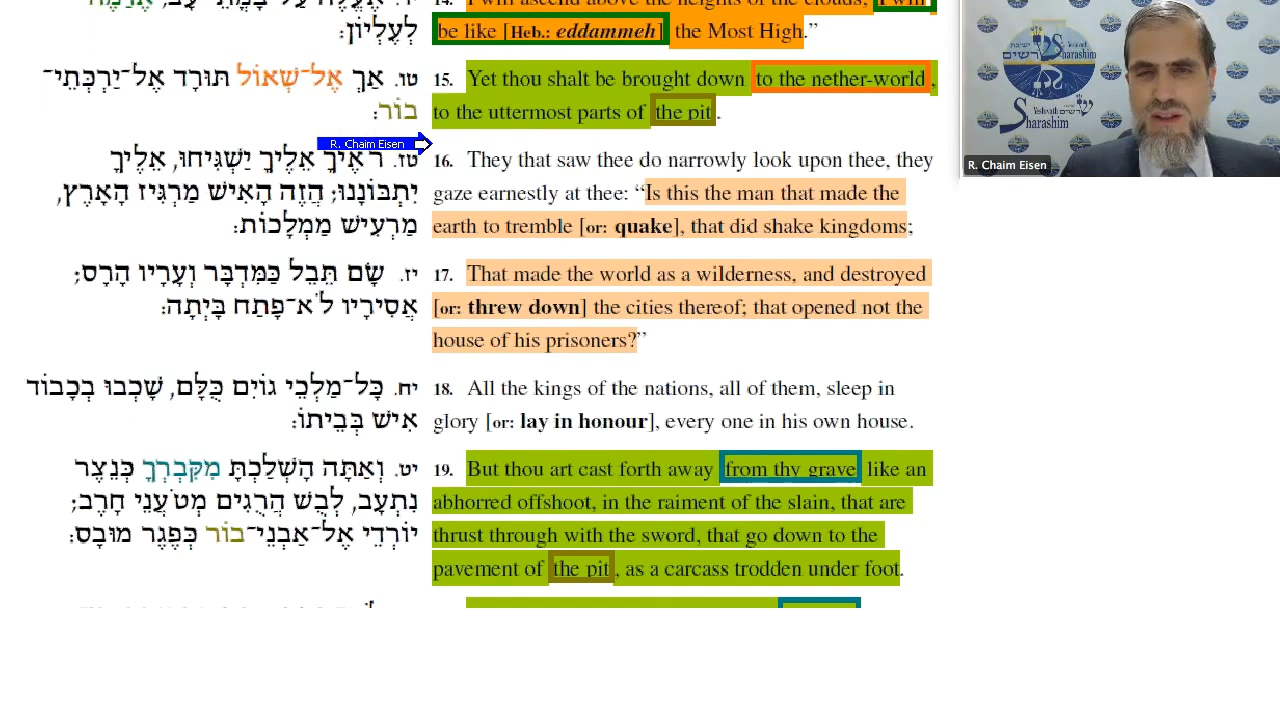 14. I will ascend above the heights of the clouds; I will
לְעֶלְיוֹן:
be like [Heb.: eddammeh] the Most High.”
טו. אַךְ אֶל־שְׁאוֹל תּוּרָד אֶל־יַרְכְּתֵי־
בוֹר:
15. Yet thou shalt be brought down to the nether-world,
to the uttermost parts of the pit.
R. Chaim Eisen
טז. רֹאֶיךָ אֵלֶיךָ יַשְׁגִּיחוּ, אֵלֶיךָ
יִתְבּוֹנָנוּ; הֲזֶה הָאִישׁ מַרְגִּיז הָאָרֶץ,
מַרְעִישׁ מַמְלָכוֹת:
16. They that saw thee do narrowly look upon thee, they
gaze earnestly at thee: “Is this the man that made the
earth to tremble [or: quake], that did shake kingdoms;
יז. שָׂם תֵּבֵל כַּמִּדְבָּר וְעָרָיו הָרָס;
אֲסִירָיו לֹא־פָתַח בָּיְתָה:
17. That made the world as a wilderness, and destroyed
[or: threw down] the cities thereof; that opened not the
house of his prisoners?”
יח. כָּל־מַלְכֵי גוֹיִם כֻּלָּם, שָׁכְבוּ בְכָבוֹד
אִישׁ בְּבֵיתוֹ:
18. All the kings of the nations, all of them, sleep in
glory [or: lay in honour], every one in his own house.
יט. וְאַתָּה הָשְׁלַכְתָּ מִקִּבְרְךָ כְּנֵצֶר
נִתְעָב, לְבֻשׁ הֲרֻגִים מְטֹעֲנֵי חָרֶב;
יוֹרְדֵי אֶל־אַבְנֵי־בוֹר כְּפֶגֶר מוּבָס:
19. But thou art cast forth away from thy grave like an
abhorred offshoot, in the raiment of the slain, that are
thrust through with the sword, that go down to the
pavement of the pit, as a carcass trodden under foot.
Sharashim
שרשים
Yeshivath
Sharashim
R. Chaim Eisen